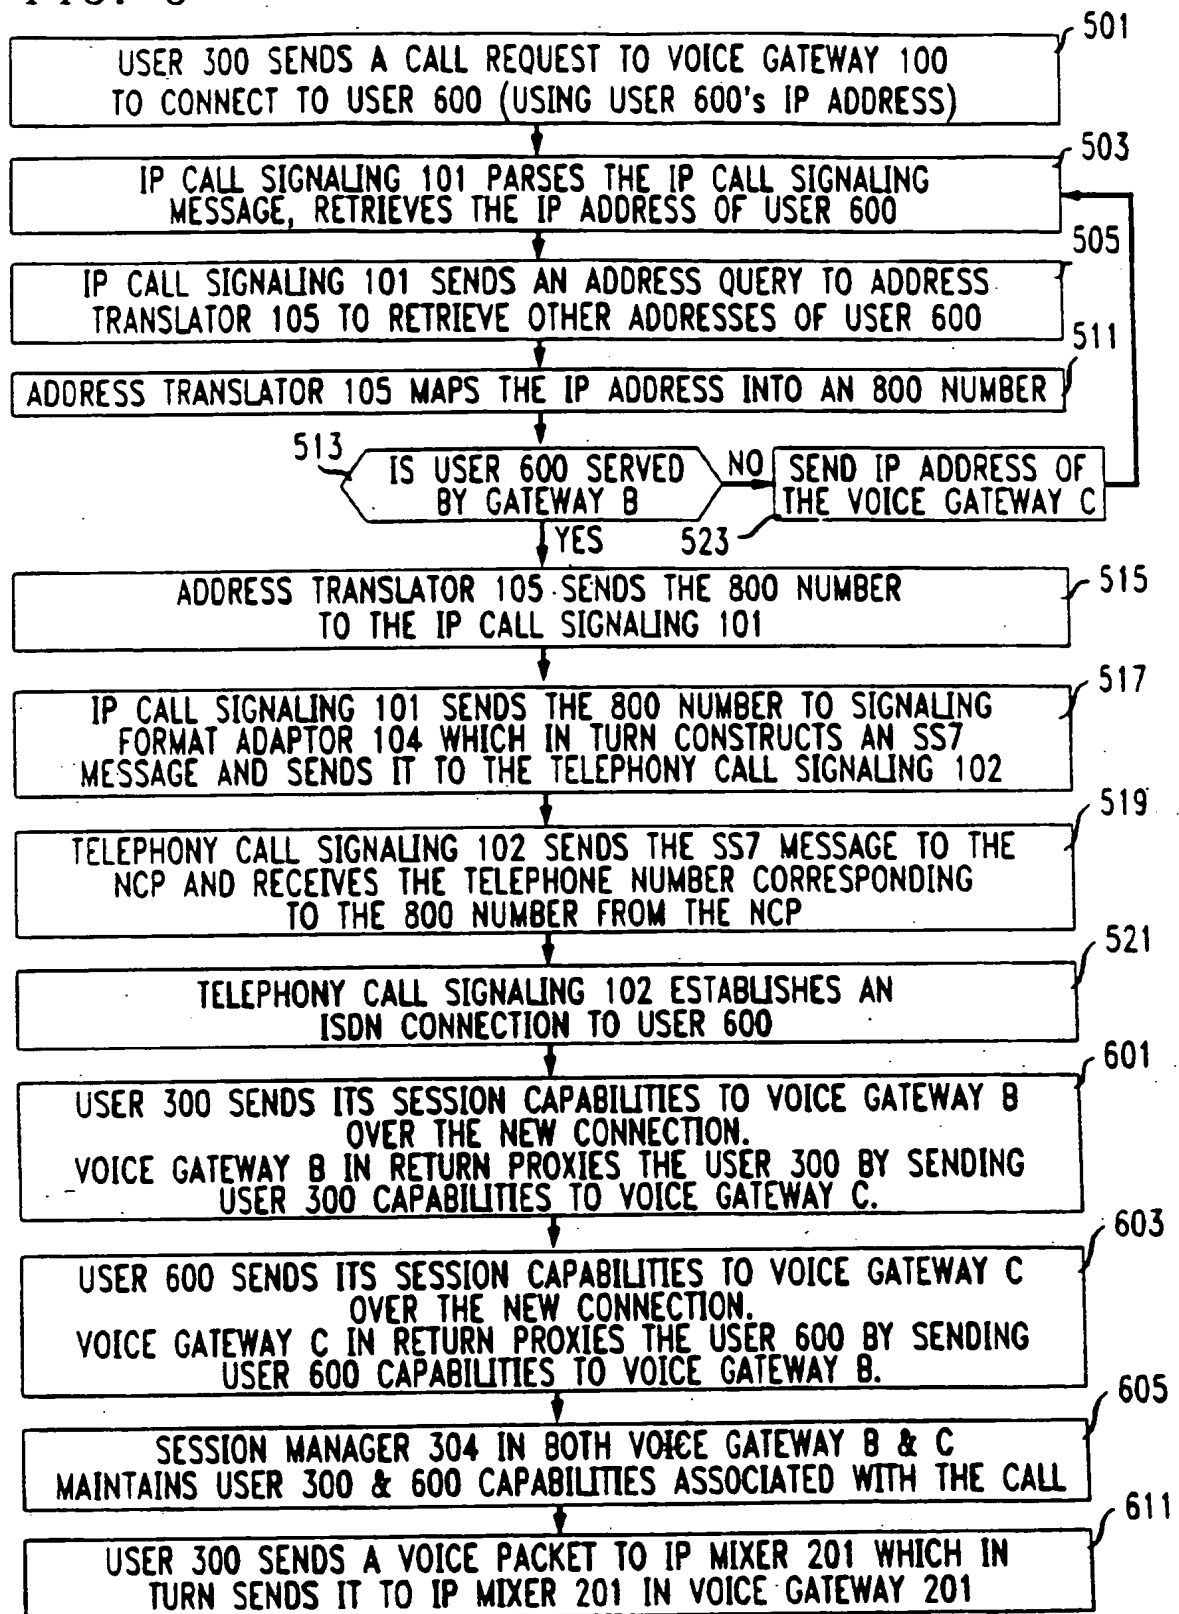 501
USER 300 SENDS A CALL REQUEST TO VOICE GATEWAY 100
TO CONNECT TO USER 600 (USING USER 600's IP ADDRESS)
503
IP CALL SIGNALING 101 PARSES THE IP CALL SIGNALING
MESSAGE, RETRIEVES THE IP ADDRESS OF USER 600
505
IP CALL SIGNALING 101 SENDS AN ADDRESS QUERY TO ADDRESS
TRANSLATOR 105 TO RETRIEVE OTHER ADDRESSES OF USER 600
511
ADDRESS TRANSLATOR 105 MAPS THE IP ADDRESS INTO AN 800 NUMBER
513
IS USER 600 SERVED
BY GATEWAY B
NO
SEND IP ADDRESS OF
THE VOICE GATEWAY C
YES
523
515
ADDRESS TRANSLATOR 105 SENDS THE 800 NUMBER
TO THE IP CALL SIGNALING 101
517
IP CALL SIGNALING 101 SENDS THE 800 NUMBER TO SIGNALING
FORMAT ADAPTOR 104 WHICH IN TURN CONSTRUCTS AN SS7
MESSAGE AND SENDS IT TO THE TELEPHONY CALL SIGNALING 102
519
TELEPHONY CALL SIGNALING 102 SENDS THE SS7 MESSAGE TO THE
NCP AND RECEIVES THE TELEPHONE NUMBER CORRESPONDING
TO THE 800 NUMBER FROM THE NCP
521
TELEPHONY CALL SIGNALING 102 ESTABLISHES AN
ISDN CONNECTION TO USER 600
601
USER 300 SENDS ITS SESSION CAPABILITIES TO VOICE GATEWAY B
OVER THE NEW CONNECTION.
VOICE GATEWAY B IN RETURN PROXIES THE USER 300 BY SENDING
USER 300 CAPABILITIES TO VOICE GATEWAY C.
603
USER 600 SENDS ITS SESSION CAPABILITIES TO VOICE GATEWAY C
OVER THE NEW CONNECTION.
VOICE GATEWAY C IN RETURN PROXIES THE USER 600 BY SENDING
USER 600 CAPABILITIES TO VOICE GATEWAY B.
605
SESSION MANAGER 304 IN BOTH VOICE GATEWAY B & C
MAINTAINS USER 300 & 600 CAPABILITIES ASSOCIATED WITH THE CALL
611
USER 300 SENDS A VOICE PACKET TO IP MIXER 201 WHICH IN
TURN SENDS IT TO IP MIXER 201 IN VOICE GATEWAY 201